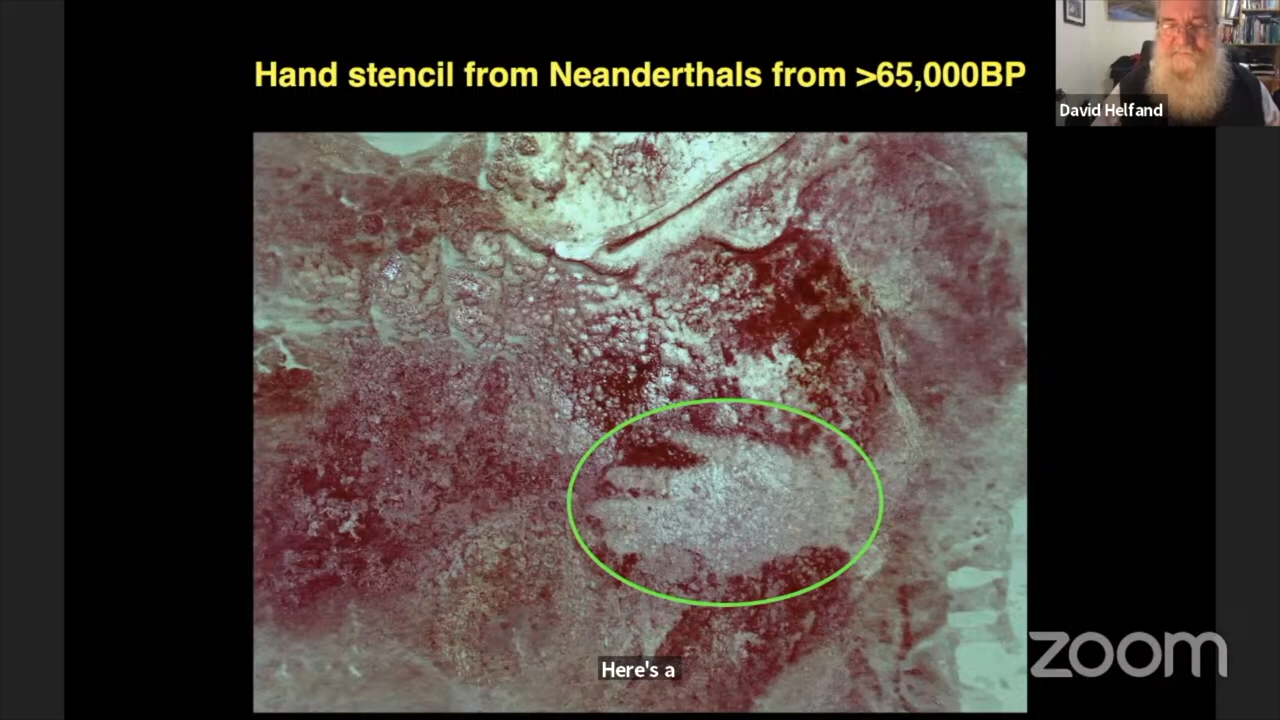 Hand stencil from Neanderthals from >65,000BP
David Helfand
Here's a
zoom